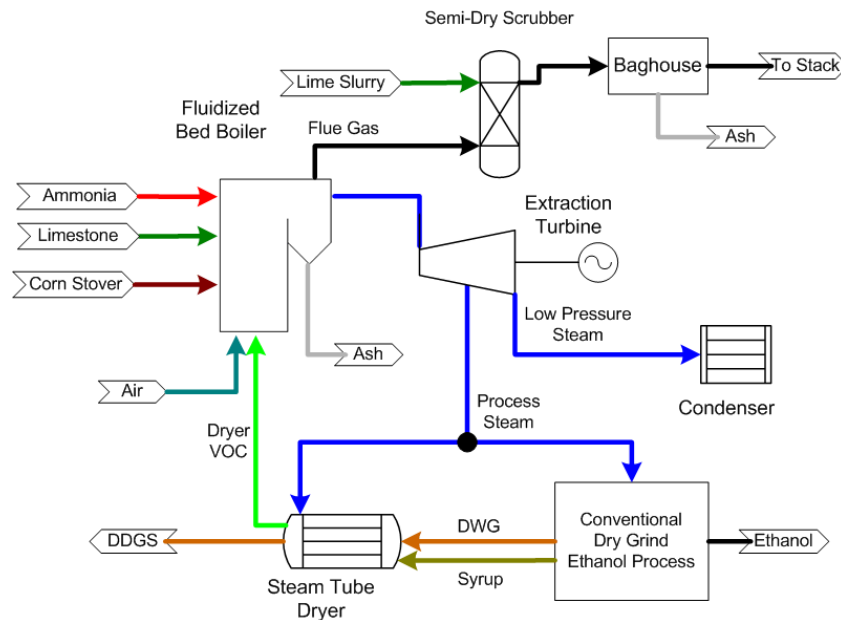 Semi-Dry Scrubber
Baghouse
To Stack
Lime Slurry
Fluidized
Bed Boiler
Flue Gas
Ash
Ammonia
Extraction
Turbine
Limestone
Corn Stover
Low Pressure
Steam
Ash
Air
Condenser
Process
Steam
Dryer
VOC
DDGS
DWG
Conventional
Dry Grind
Ethanol Process
Ethanol
Syrup
Steam Tube
Dryer